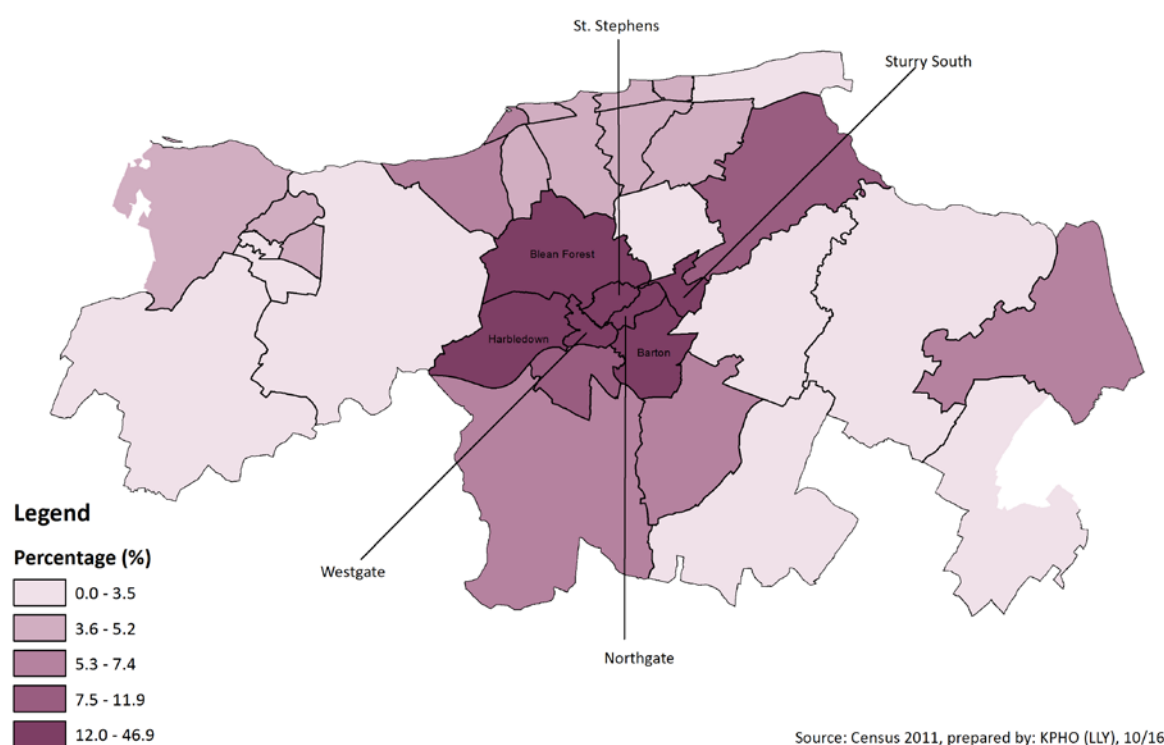 St. Stephens
Sturry South
Blean Forest
Harbledown
Barton
Legend
Percentage (%)
0.0 - 3.5
3.6 - 5.2
5.3 - 7.4
7.5 - 11.9
12.0 - 46.9
Westgate
Northgate
Source: Census 2011, prepared by: KPHO (LLY), 10/16